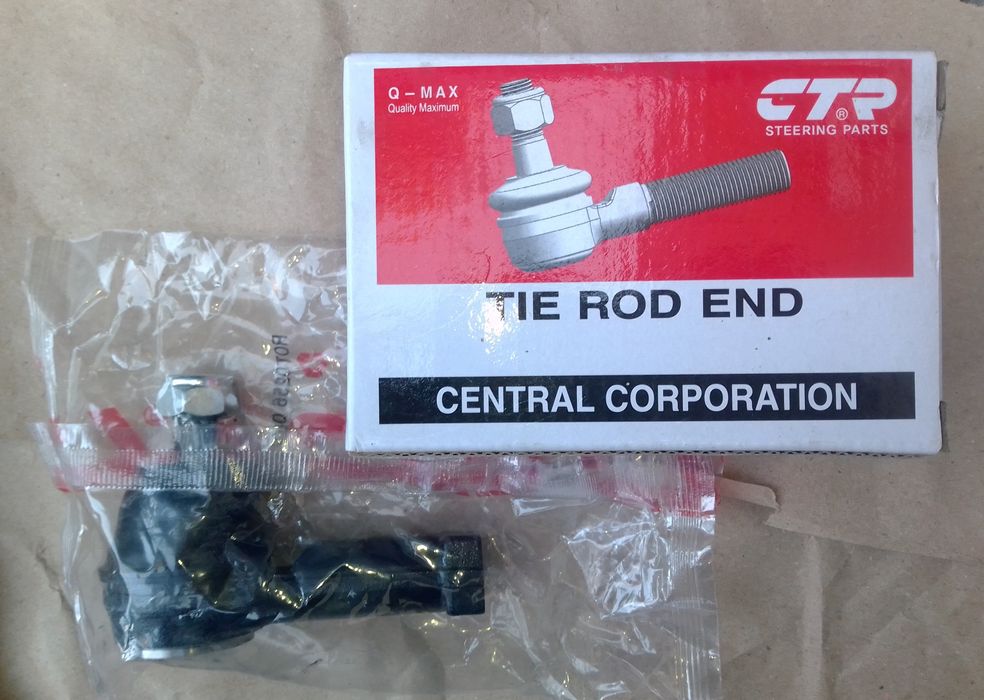 Q – MAX
Quality Maximum
CTR®
STEERING PARTS
TIE ROD END
CENTRAL CORPORATION